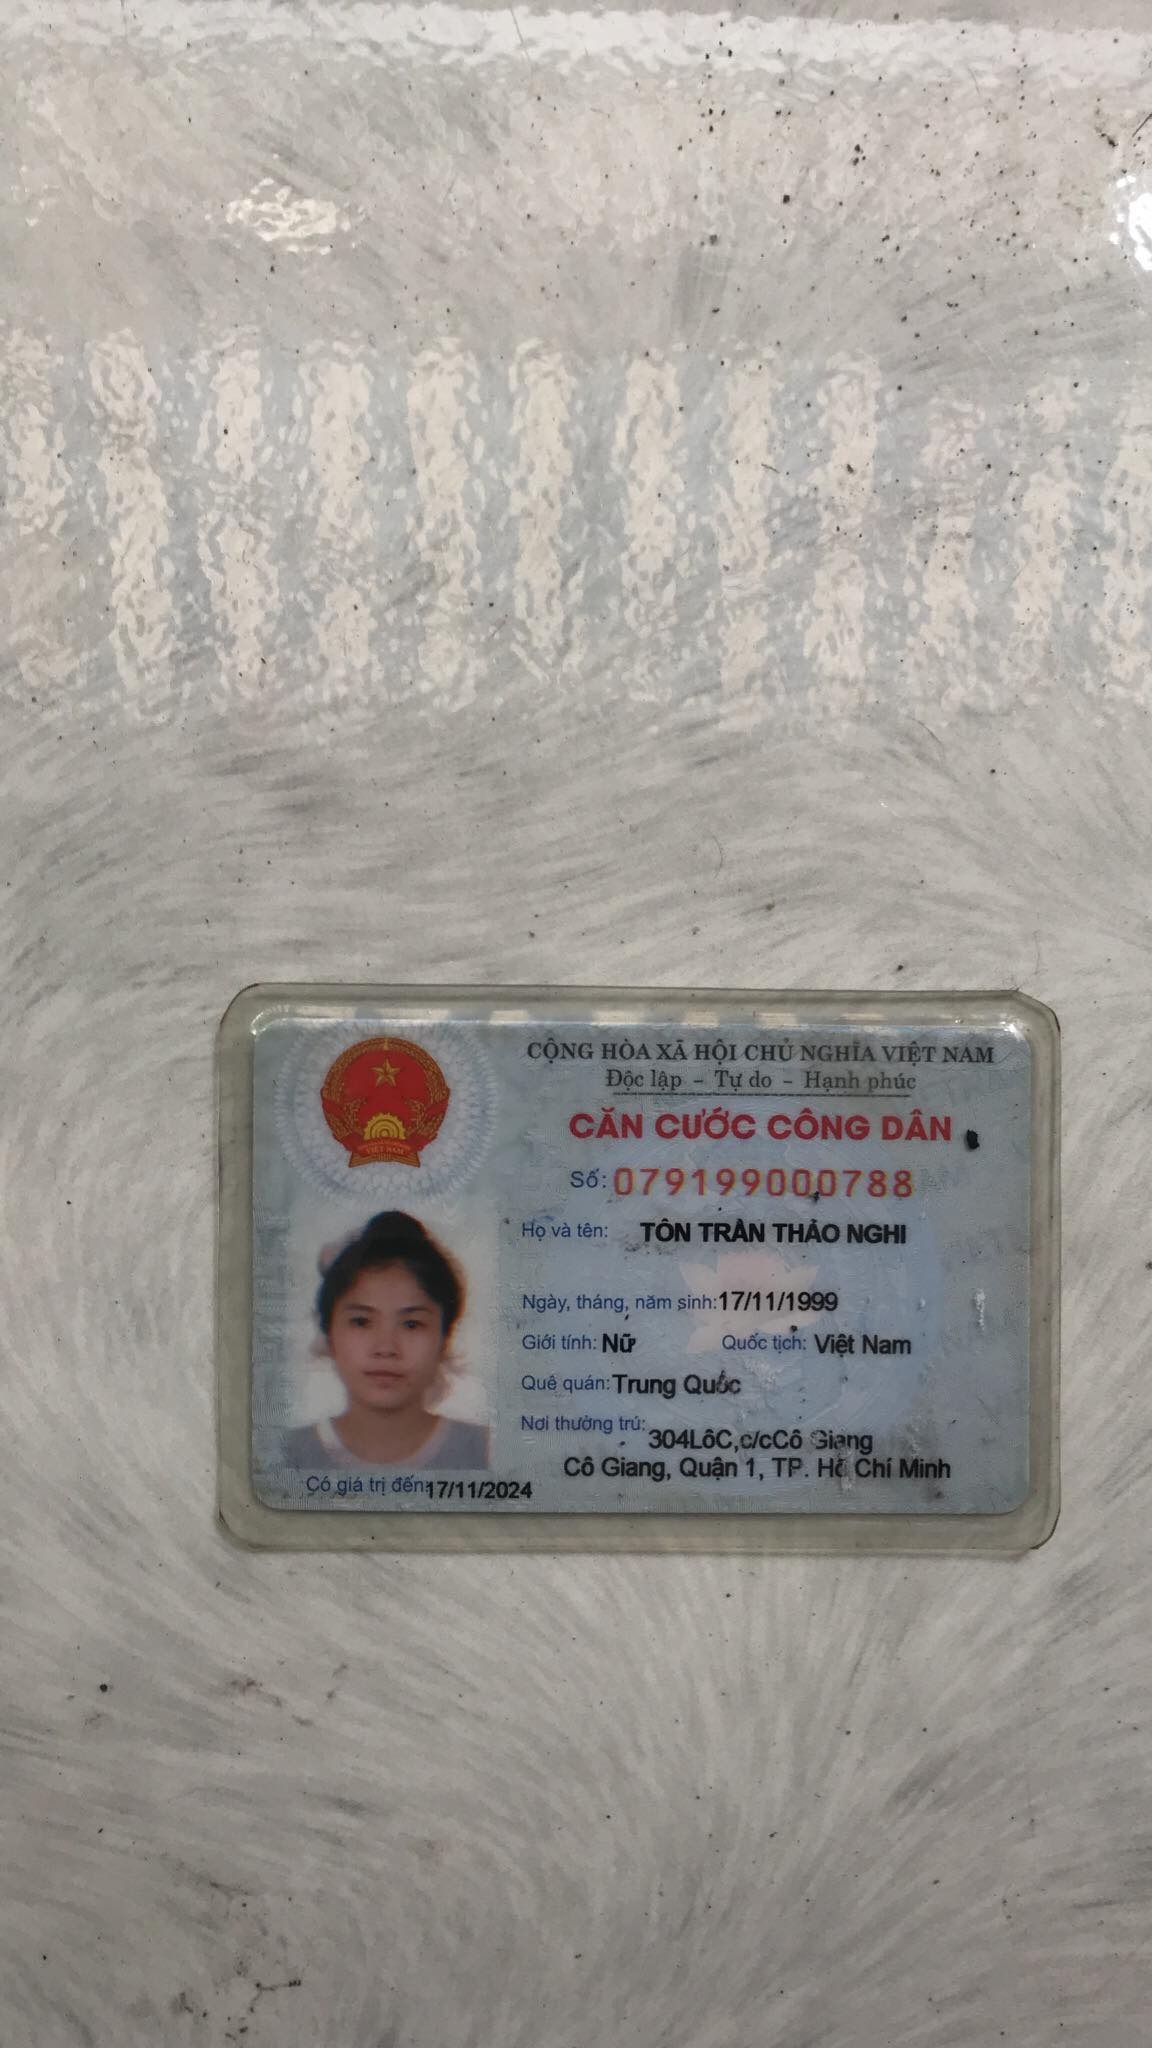 CỘNG HÒA XÃ HỘI CHỦ NGHĨA VIỆT NAM
Độc lập - Tự do - Hạnh phúc
CĂN CƯỚC CÔNG DÂN
Số: 079199000788
Họ và tên: TÔN TRẦN THẢO NGHI
Ngày, tháng, năm sinh: 17/11/1999
Giới tính: Nữ Quốc tịch: Việt Nam
Quê quán: Trung Quốc
Nơi thường trú: 304LôC,c/cCô Giang
Cô Giang, Quận 1, TP. Hồ Chí Minh
Có giá trị đến: 17/11/2024
VIỆT NAM